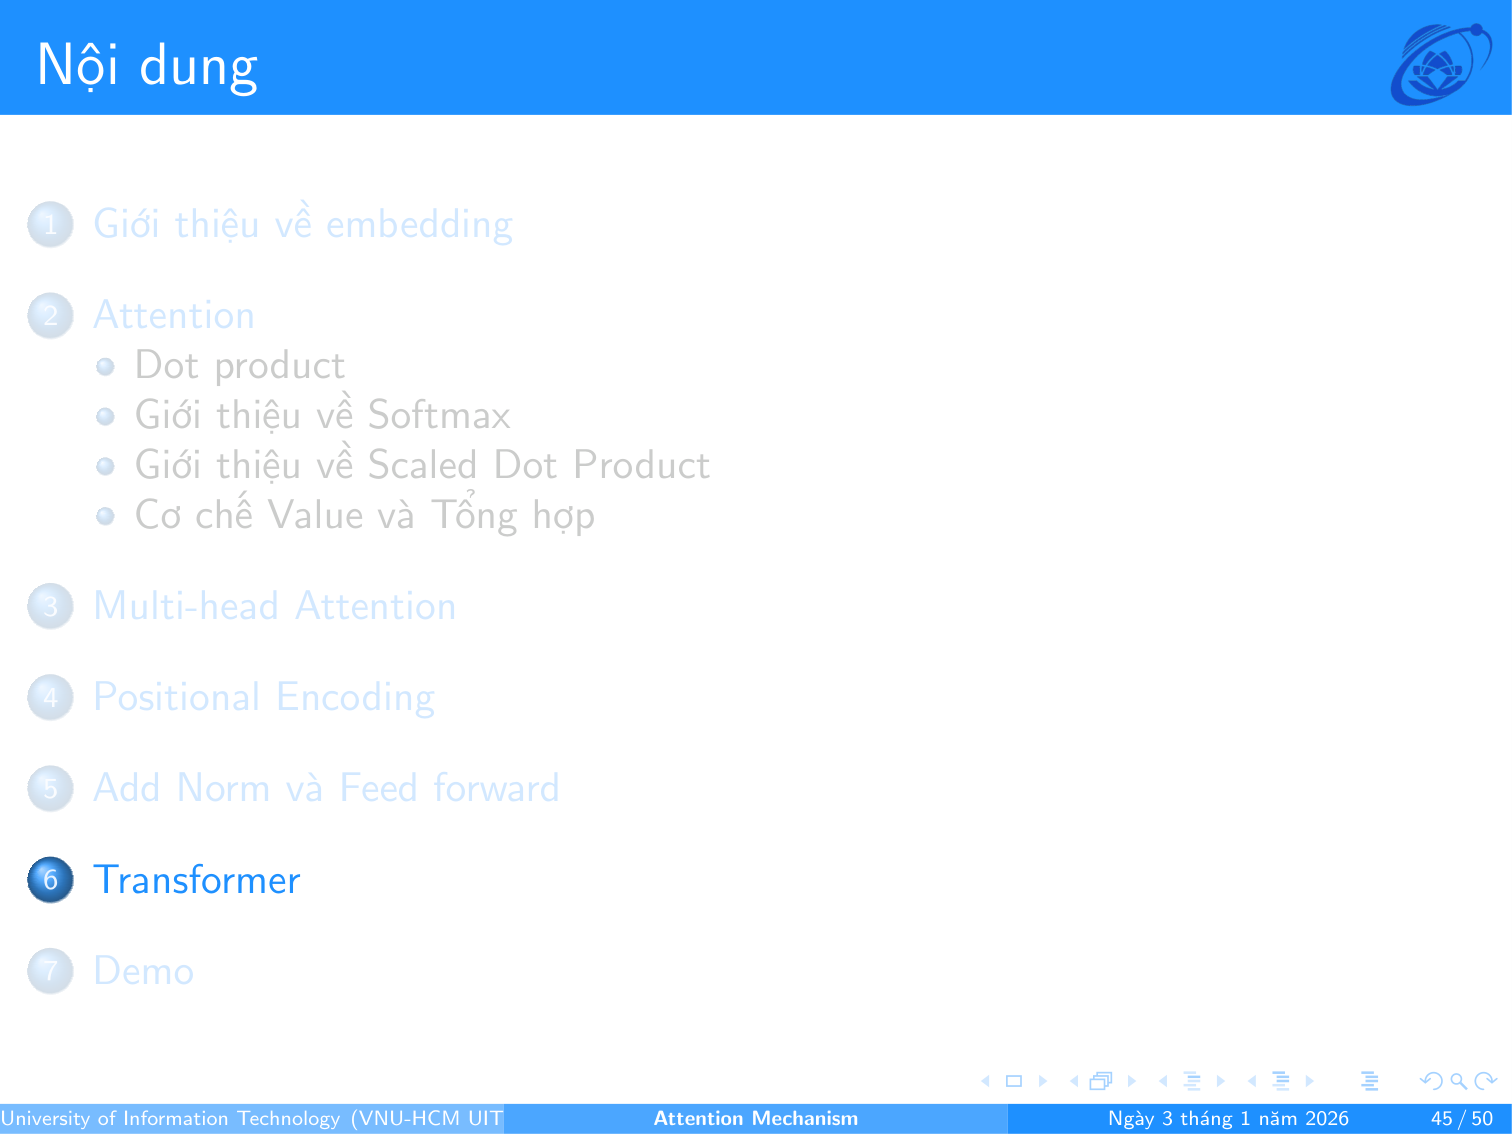 Nội dung
1 Giới thiệu về embedding
2 Attention
Dot product
Giới thiệu về Softmax
Giới thiệu về Scaled Dot Product
Cơ chế Value và Tổng hợp
3 Multi-head Attention
4 Positional Encoding
5 Add Norm và Feed forward
6 Transformer
7 Demo
University of Information Technology (VNU-HCM UIT Attention Mechanism Ngày 3 tháng 1 năm 2026 45 / 50